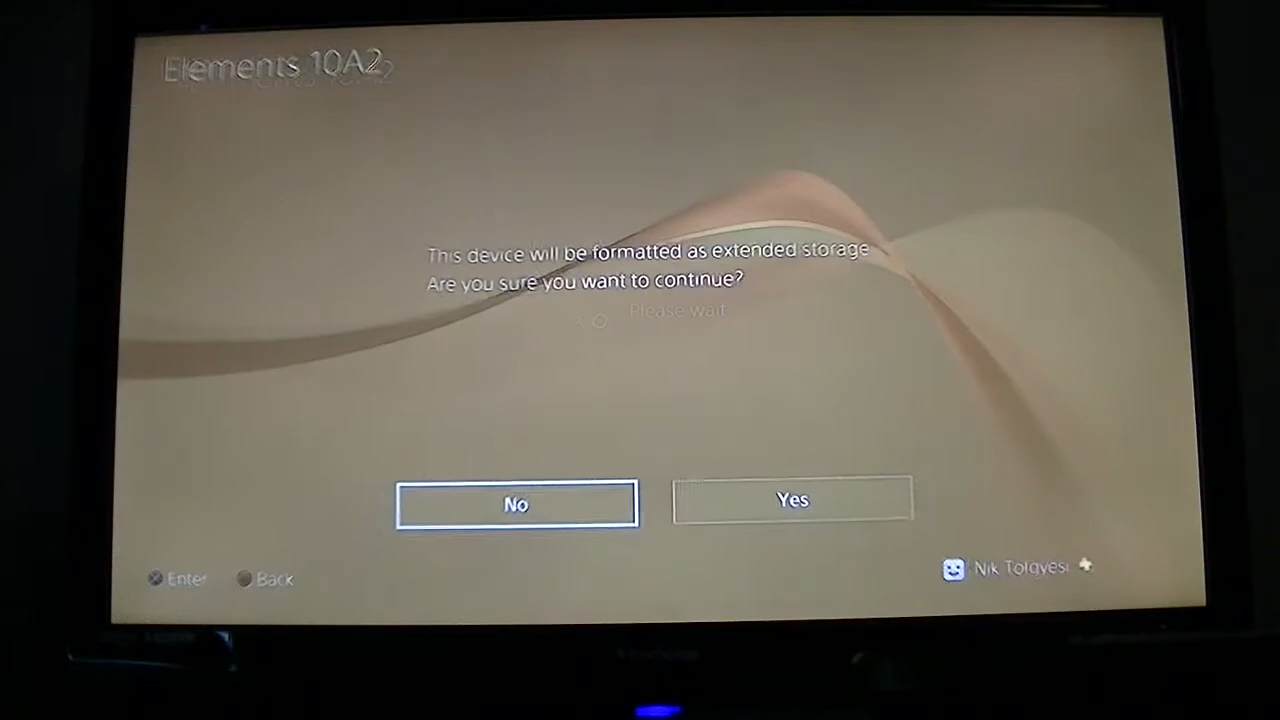 Elements 10A2
This device will be formatted as extended storage
Are you sure you want to continue?
Please wait
No
Yes
Enter
Back
Nik Tolgyesi